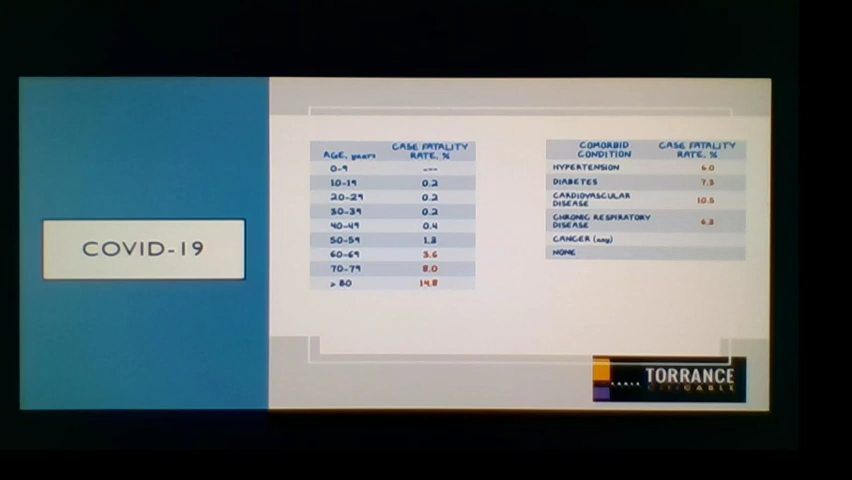 COVID-19
AGE, years CASE FATALITY RATE, %
0-9 ---
10-19 0.2
20-29 0.2
30-39 0.2
40-49 0.4
50-59 1.3
60-69 3.6
70-79 8.0
≥ 80 14.8
COMORBID CONDITION CASE FATALITY RATE, %
HYPERTENSION 6.0
DIABETES 7.3
CARDIOVASCULAR DISEASE 10.5
CHRONIC RESPIRATORY DISEASE 6.3
CANCER (any)
NONE
TORRANCE
CITICABLE